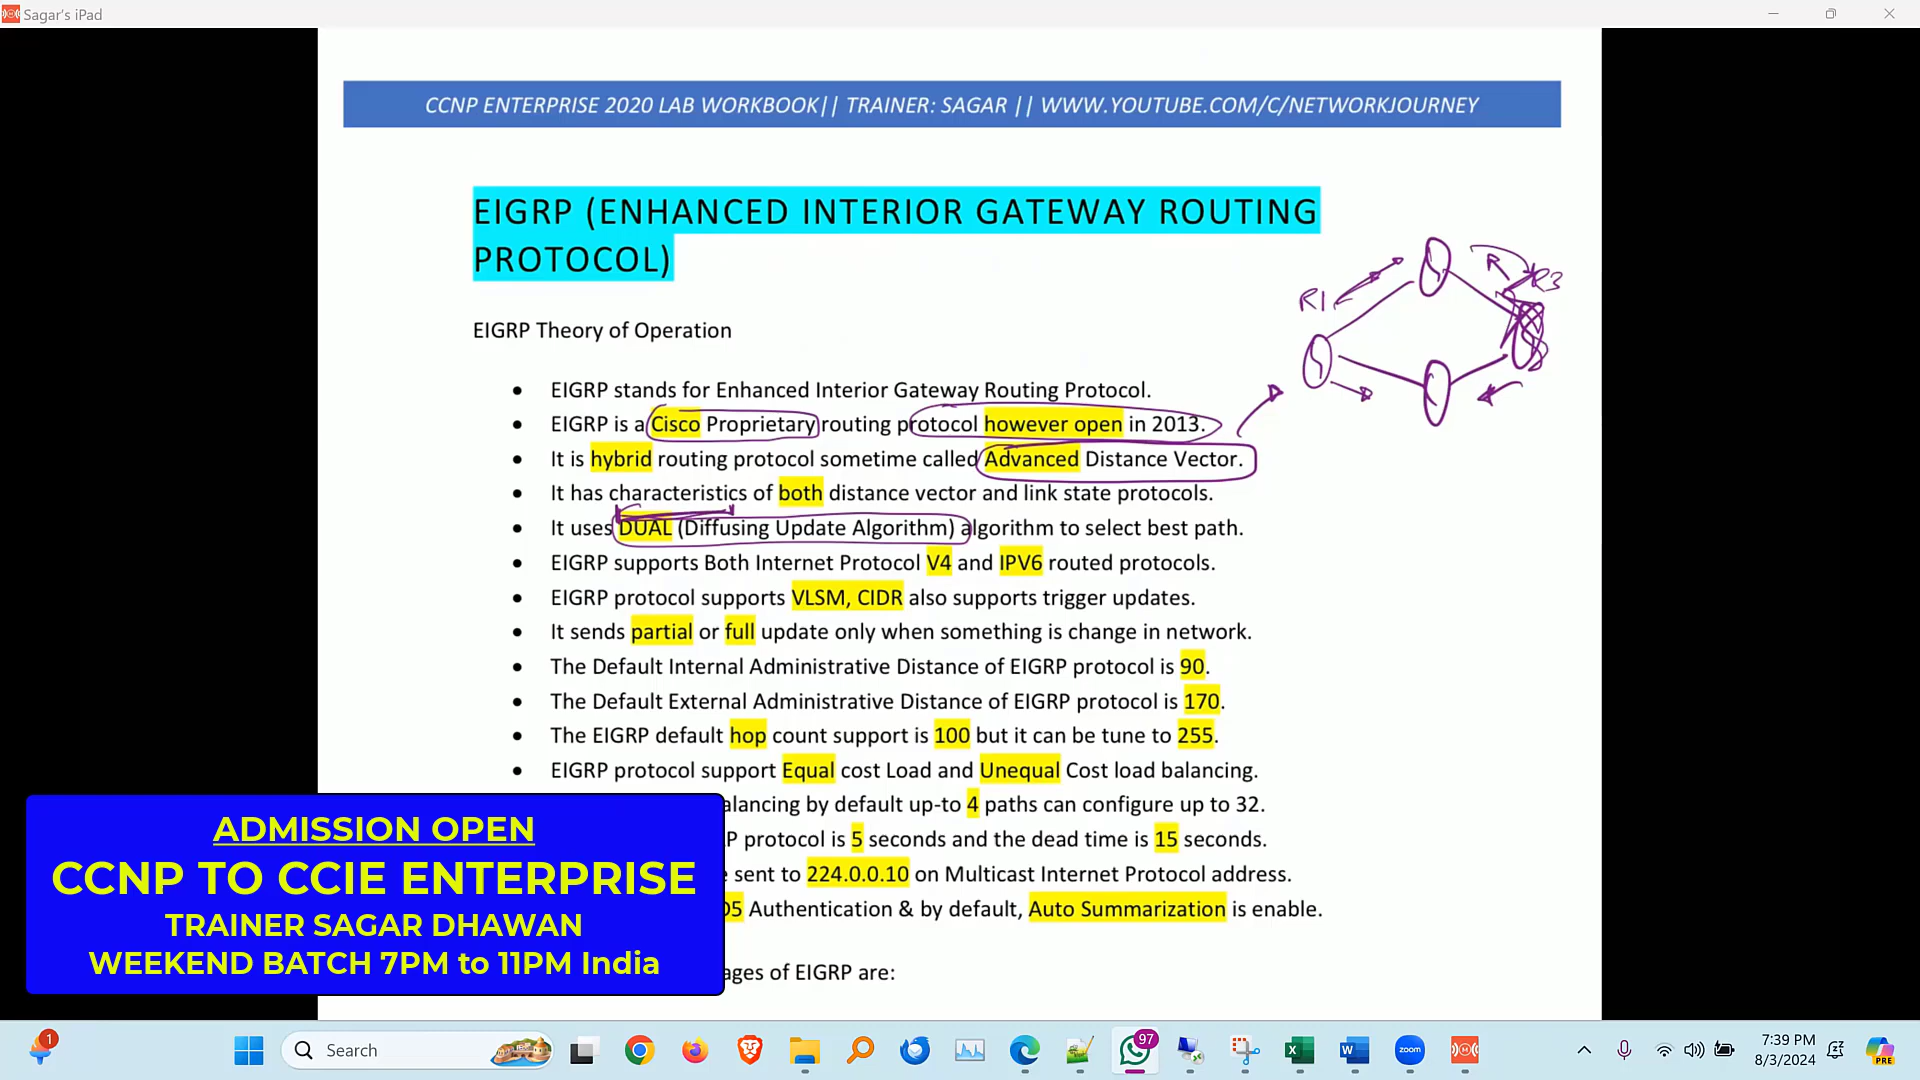 Sagar's iPad
CCNP ENTERPRISE 2020 LAB WORKBOOK|| TRAINER: SAGAR || WWW.YOUTUBE.COM/C/NETWORKJOURNEY
EIGRP (ENHANCED INTERIOR GATEWAY ROUTING
PROTOCOL)
R1
R3
EIGRP Theory of Operation
• EIGRP stands for Enhanced Interior Gateway Routing Protocol.
• EIGRP is a Cisco Proprietary routing protocol however open in 2013.
• It is hybrid routing protocol sometime called Advanced Distance Vector.
• It has characteristics of both distance vector and link state protocols.
• It uses DUAL (Diffusing Update Algorithm) algorithm to select best path.
• EIGRP supports Both Internet Protocol V4 and IPV6 routed protocols.
• EIGRP protocol supports VLSM, CIDR also supports trigger updates.
• It sends partial or full update only when something is change in network.
• The Default Internal Administrative Distance of EIGRP protocol is 90.
• The Default External Administrative Distance of EIGRP protocol is 170.
• The EIGRP default hop count support is 100 but it can be tune to 255.
• EIGRP protocol support Equal cost Load and Unequal Cost load balancing.
alancing by default up-to 4 paths can configure up to 32.
P protocol is 5 seconds and the dead time is 15 seconds.
sent to 224.0.0.10 on Multicast Internet Protocol address.
D5 Authentication & by default, Auto Summarization is enable.
ages of EIGRP are:
ADMISSION OPEN
CCNP TO CCIE ENTERPRISE
TRAINER SAGAR DHAWAN
WEEKEND BATCH 7PM to 11PM India
1
Search
97
zoom
7:39 PM
8/3/2024
PRE